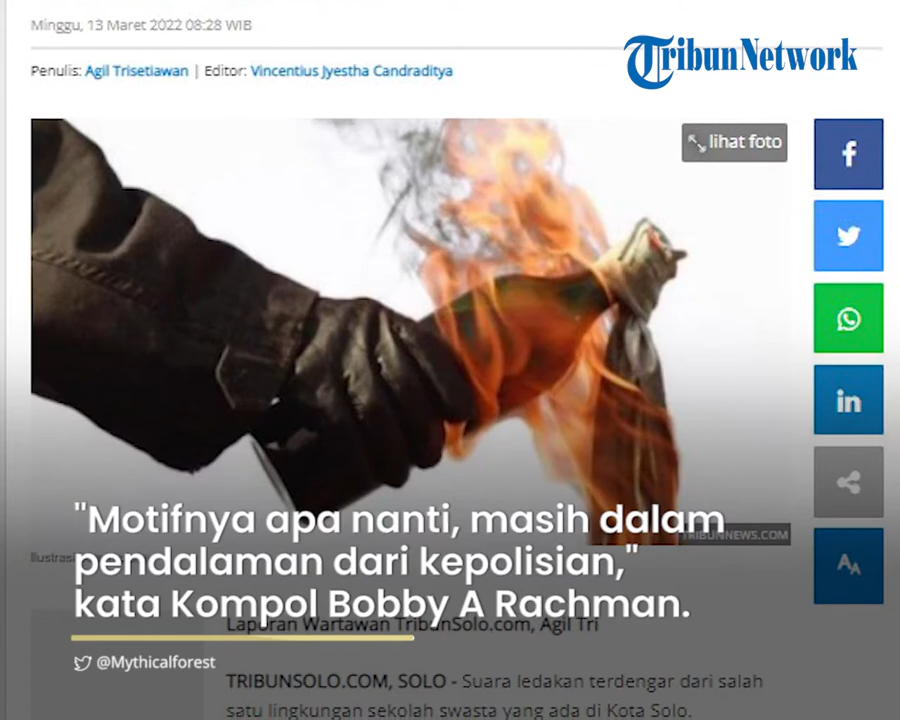 Minggu, 13 Maret 2022 08:28 WIB
TribunNetwork
Penulis: Agil Trisetiawan | Editor: Vincentius Jyestha Candraditya
lihat foto
TRIBUNNEWS.COM
"Motifnya apa nanti, masih dalam
pendalaman dari kepolisian,"
kata Kompol Bobby A Rachman.
Laporan Wartawan TribunSolo.com, Agil Tri
@Mythicalforest
TRIBUNSOLO.COM, SOLO - Suara ledakan terdengar dari salah
satu lingkungan sekolah swasta yang ada di Kota Solo.